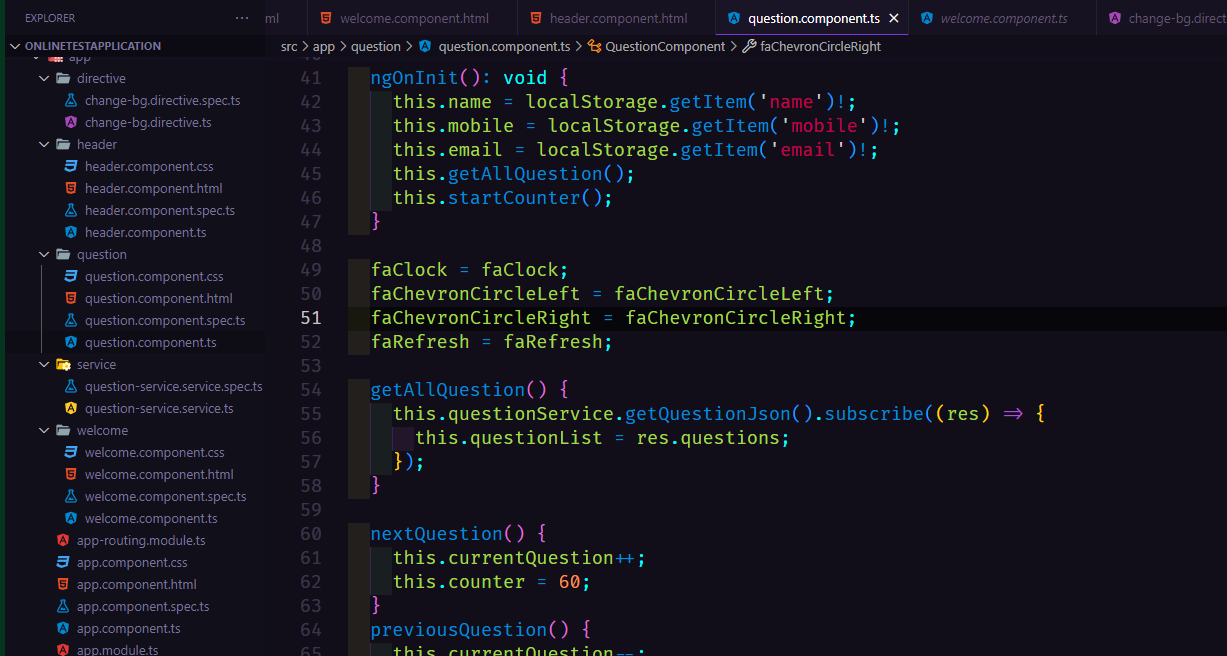 EXPLORER
···
ml
welcome.component.html
header.component.html
question.component.ts
welcome.component.ts
change-bg.direct
ONLINETESTAPPLICATION
src > app > question > question.component.ts > QuestionComponent > faChevronCircleRight
app
directive
change-bg.directive.spec.ts
change-bg.directive.ts
header
header.component.css
header.component.html
header.component.spec.ts
header.component.ts
question
question.component.css
question.component.html
question.component.spec.ts
question.component.ts
service
question-service.service.spec.ts
question-service.service.ts
welcome
welcome.component.css
welcome.component.html
welcome.component.spec.ts
welcome.component.ts
app-routing.module.ts
app.component.css
app.component.html
app.component.spec.ts
app.component.ts
app.module.ts
40
41 ngOnInit(): void {
42 this.name = localStorage.getItem('name')!;
43 this.mobile = localStorage.getItem('mobile')!;
44 this.email = localStorage.getItem('email')!;
45 this.getAllQuestion();
46 this.startCounter();
47 }
48
49 faClock = faClock;
50 faChevronCircleLeft = faChevronCircleLeft;
51 faChevronCircleRight = faChevronCircleRight;
52 faRefresh = faRefresh;
53
54 getAllQuestion() {
55 this.questionService.getQuestionJson().subscribe((res) => {
56 this.questionList = res.questions;
57 });
58 }
59
60 nextQuestion() {
61 this.currentQuestion++;
62 this.counter = 60;
63 }
64 previousQuestion() {
65 this.currentQuestion--;